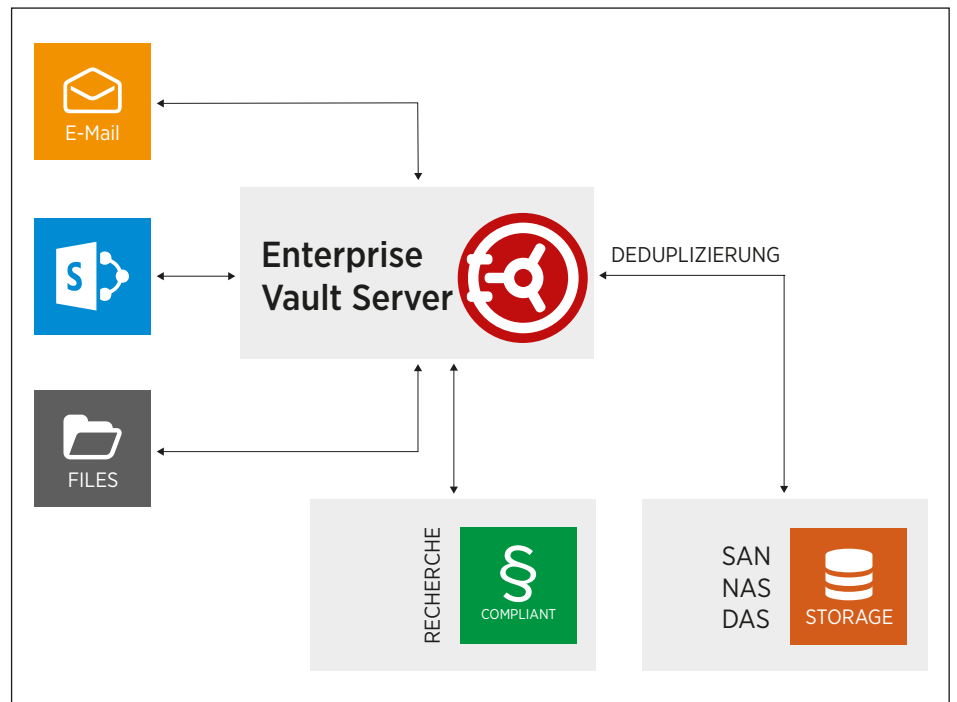 E-Mail
S
FILES
Enterprise
Vault Server
DEDUPLIZIERUNG
RECHERCHE
§
COMPLIANT
SAN
NAS
DAS
STORAGE